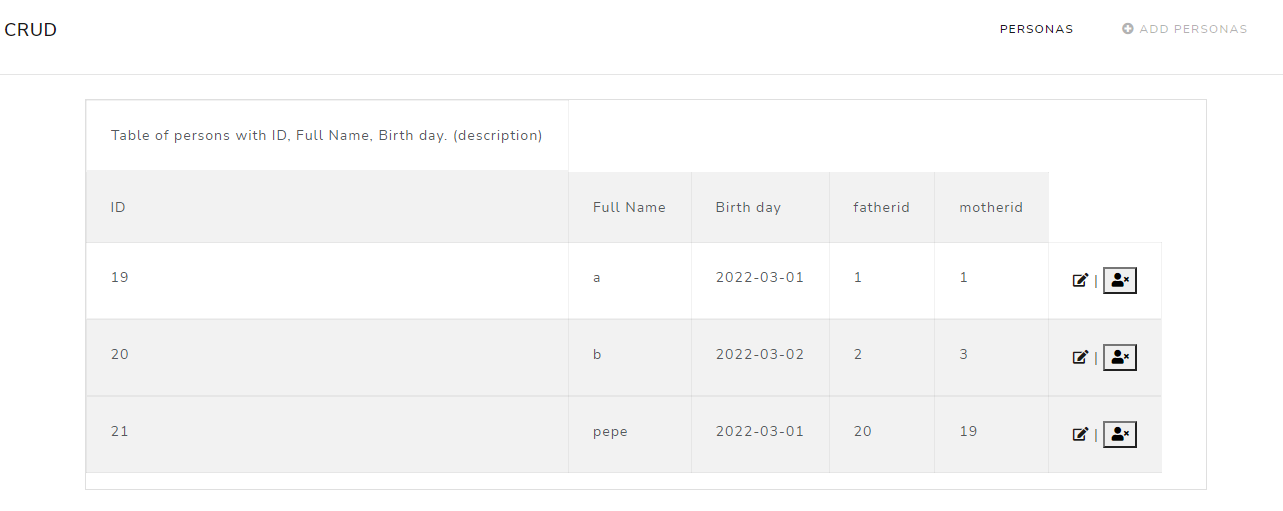 CRUD PERSONAS ADD PERSONAS
Table of persons with ID, Full Name, Birth day. (description)
ID Full Name Birth day fatherid motherid
19 a 2022-03-01 1 1 |
20 b 2022-03-02 2 3 |
21 pepe 2022-03-01 20 19 |